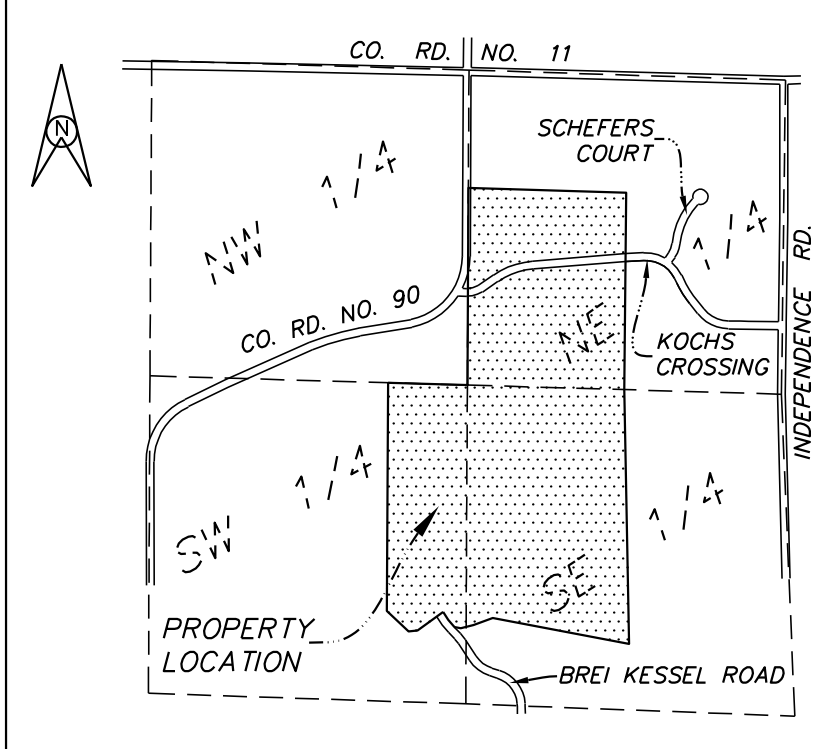 CO. RD. NO. 11
N
SCHEFERS
COURT
NW 1/4
NE 1/4
CO. RD. NO. 90
KOCHS
CROSSING
INDEPENDENCE RD.
SW 1/4
SE 1/4
PROPERTY
LOCATION
BREI KESSEL ROAD